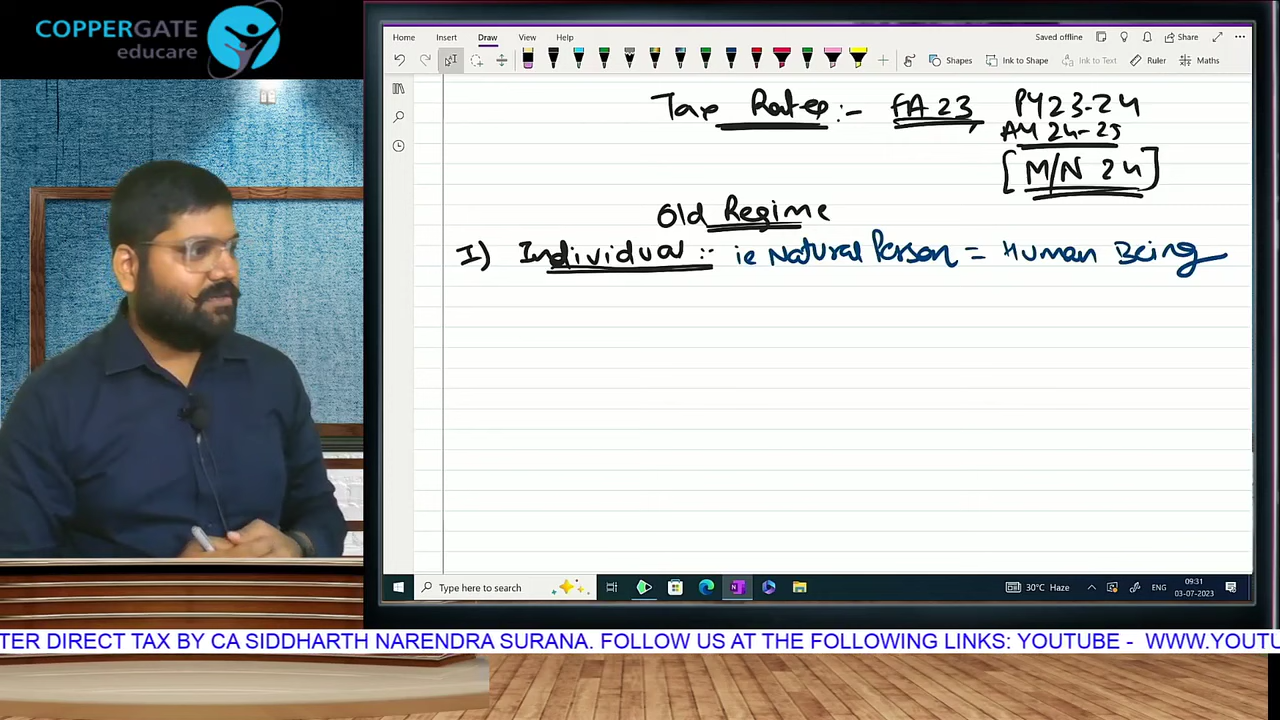 COPPERGATE
educare
Home Insert Draw View Help
Saved offline Share
Shapes Ink to Shape Ink to Text Ruler Maths
Tax Rates :- FA 23 PY 23-24
AY 24-25
[M/N 24]
Old Regime
I) Individual :- ie Natural Person = Human Being
Type here to search
30°C Haze ENG 09:31
03-07-2023
TER DIRECT TAX BY CA SIDDHARTH NARENDRA SURANA. FOLLOW US AT THE FOLLOWING LINKS: YOUTUBE - WWW.YOUTU